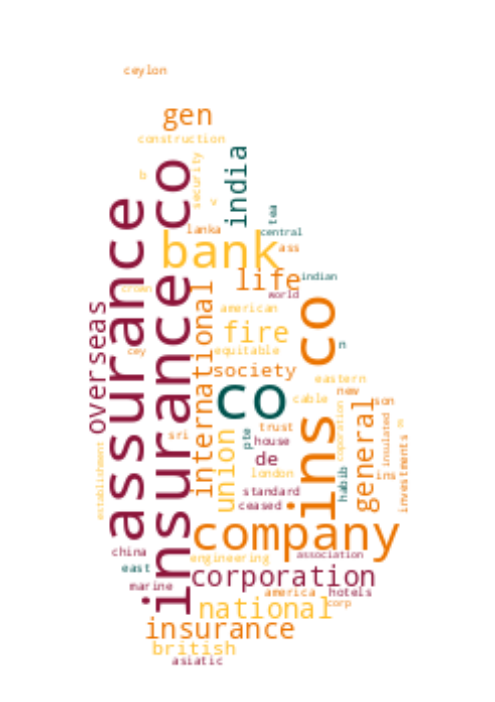 ceylon
gen
construction
security
b
v
india
tea
lanka
central
ass
bank
assurance
insurance co
life
indian
world
crown
overseas
international
american
fire
equitable
cey
ins co
n
society
eastern
co
cable
new
son
sri
union
trust
pte
house
de
london
general
coporation
insulated
investments
ins
habib
establishment
standard
ceased
company
china
east
engineering
association
marine
corporation
america
hotels
national
corp
insurance
british
asiatic